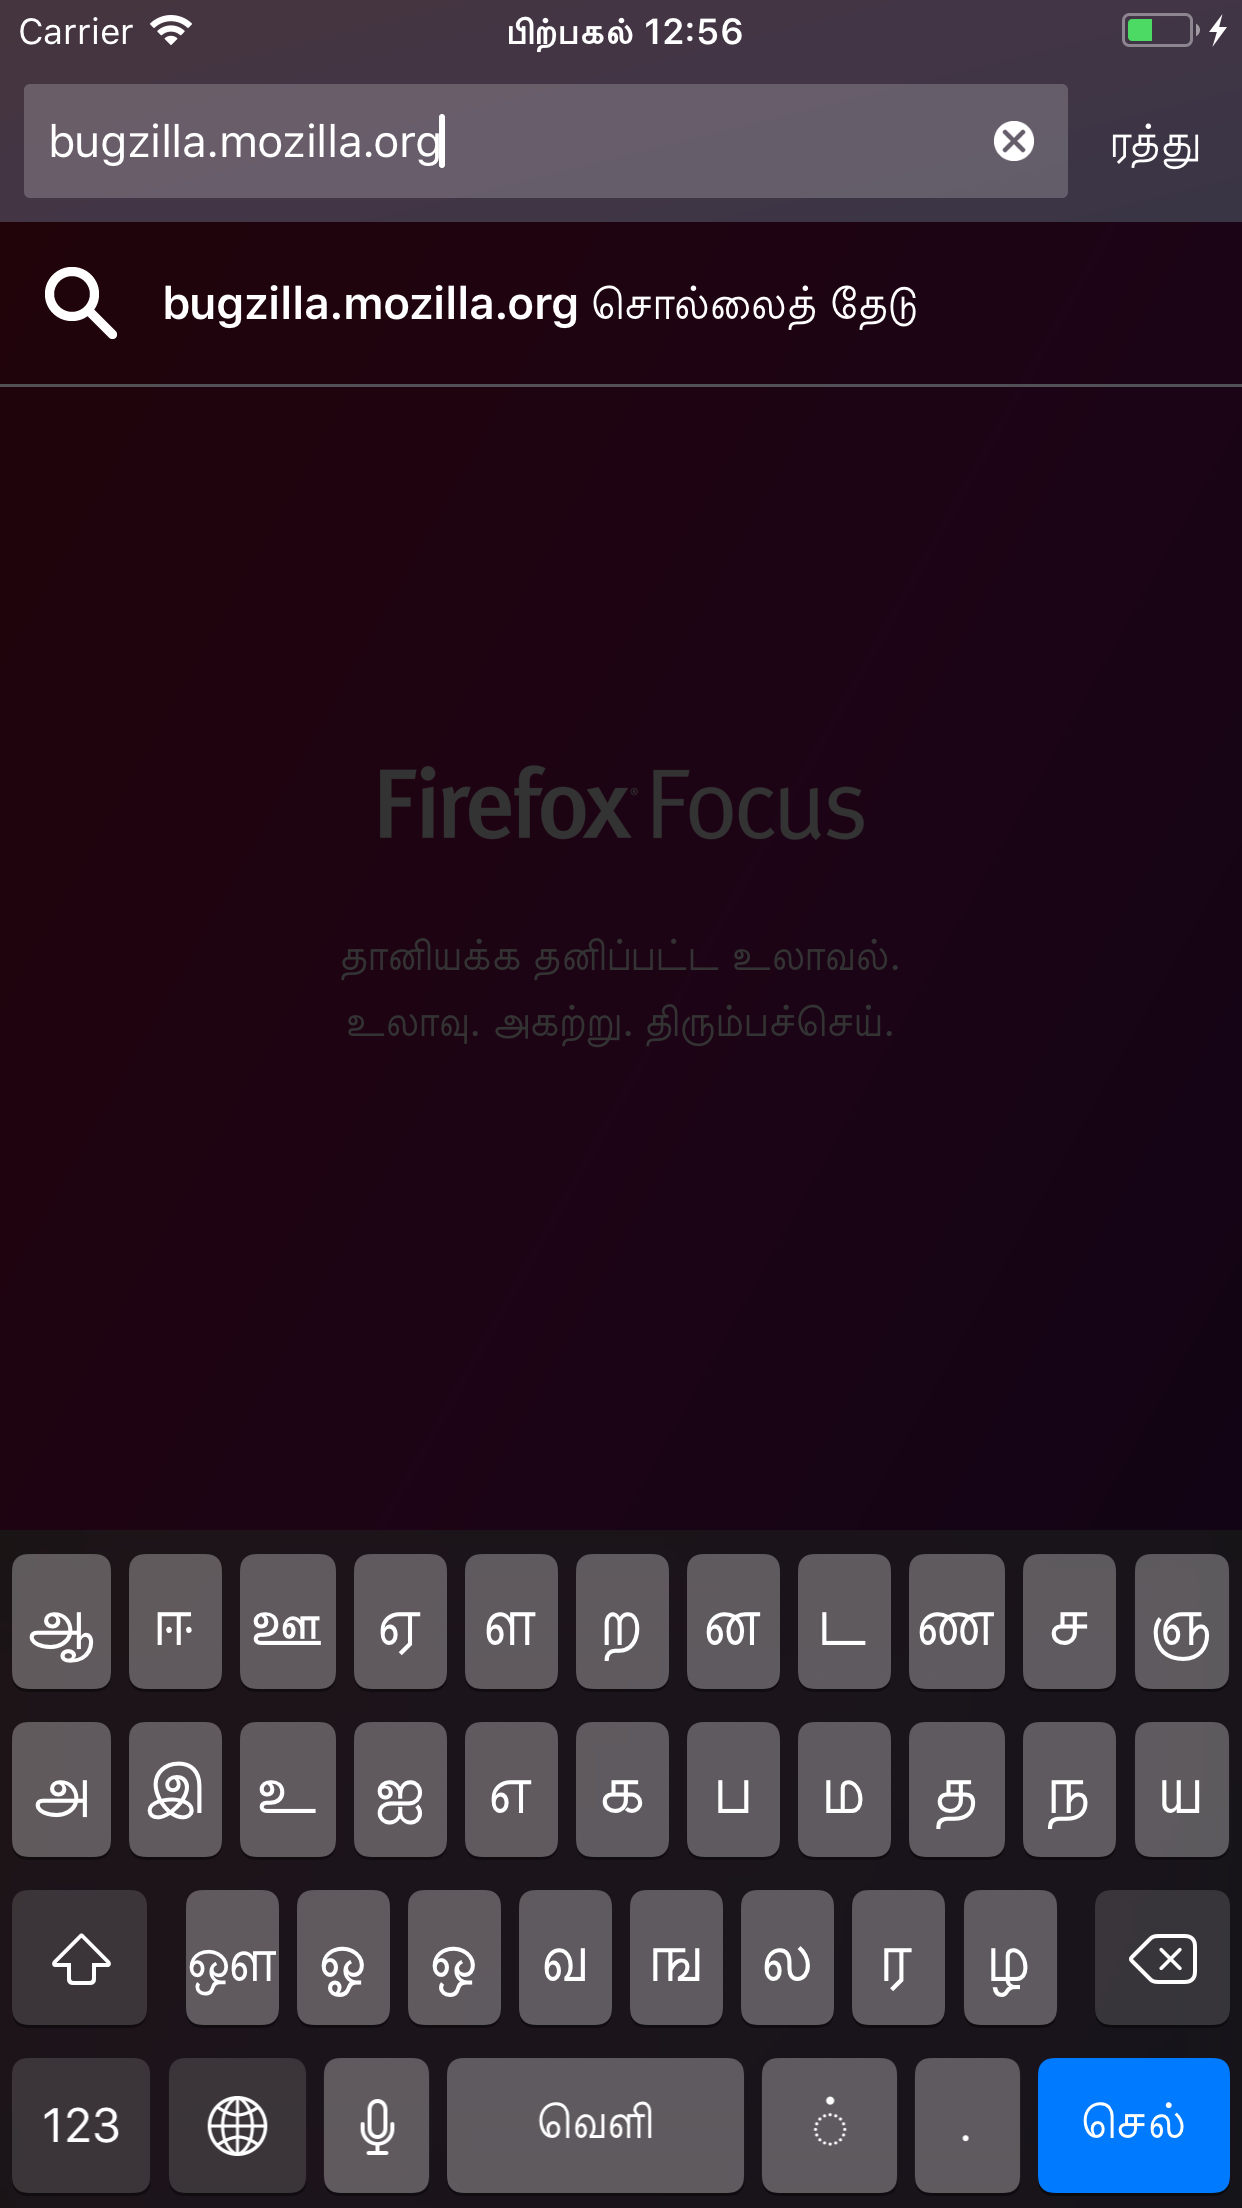 Carrier பிற்பகல் 12:56
bugzilla.mozilla.org ரத்து
bugzilla.mozilla.org சொல்லைத் தேடு
Firefox® Focus
தானியக்க தனிப்பட்ட உலாவல்.
உலாவு. அகற்று. திரும்பச்செய்.
ஆ ஈ ஊ ஏ ள ற ன ட ண ச ஞ
அ இ உ ஐ எ க ப ம த ந ய
ஔ ஓ ஒ வ ங ல ர ழ
123 வெளி ் . செல்